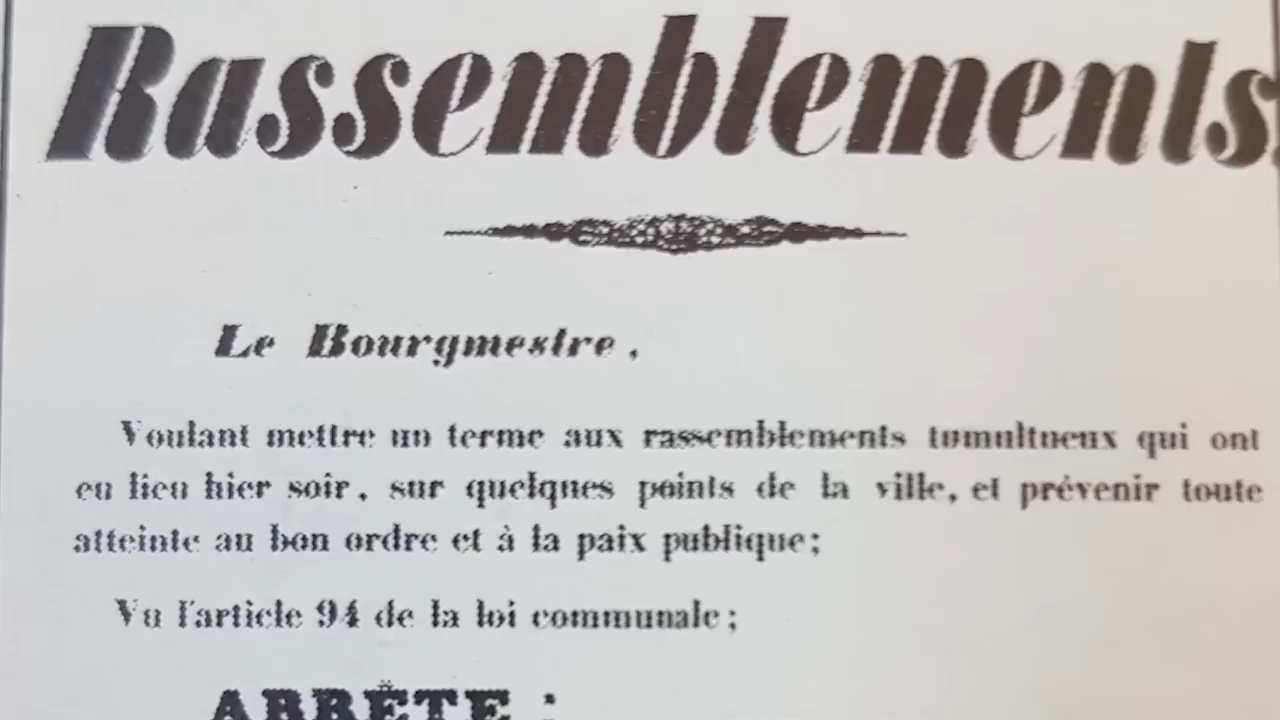 Rassemblements.
Le Bourgmestre,
Voulant mettre un terme aux rassemblements tumultueux qui ont
eu lieu hier soir, sur quelques points de la ville, et prévenir toute
atteinte au bon ordre et à la paix publique;
Vu l'article 94 de la loi communale;
ARRÊTE :